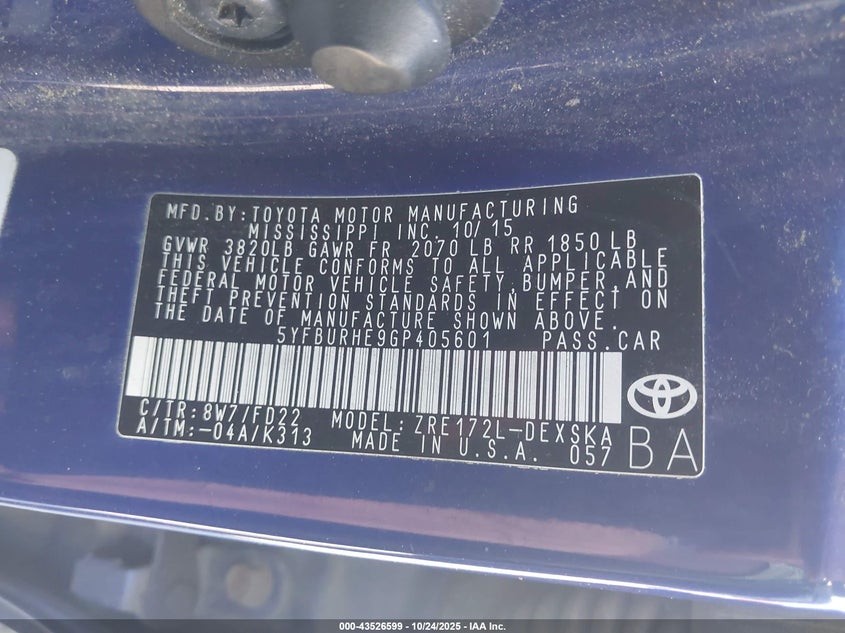 MFD. BY: TOYOTA MOTOR MANUFACTURING
MISSISSIPPI INC. 10/15
GVWR 3820LB GAWR FR 2070 LB RR 1850 LB
THIS VEHICLE CONFORMS TO ALL APPLICABLE
FEDERAL MOTOR VEHICLE SAFETY, BUMPER, AND
THEFT PREVENTION STANDARDS IN EFFECT ON
THE DATE OF MANUFACTURE SHOWN ABOVE.
5YFBURHE9GP405601 PASS. CAR
C/TR: 8W7/FD22 MODEL: ZRE172L-DEXSKA
A/TM: -04A/K313 MADE IN U.S.A. 057 BA
000-43526599 - 10/24/2025 - IAA Inc.